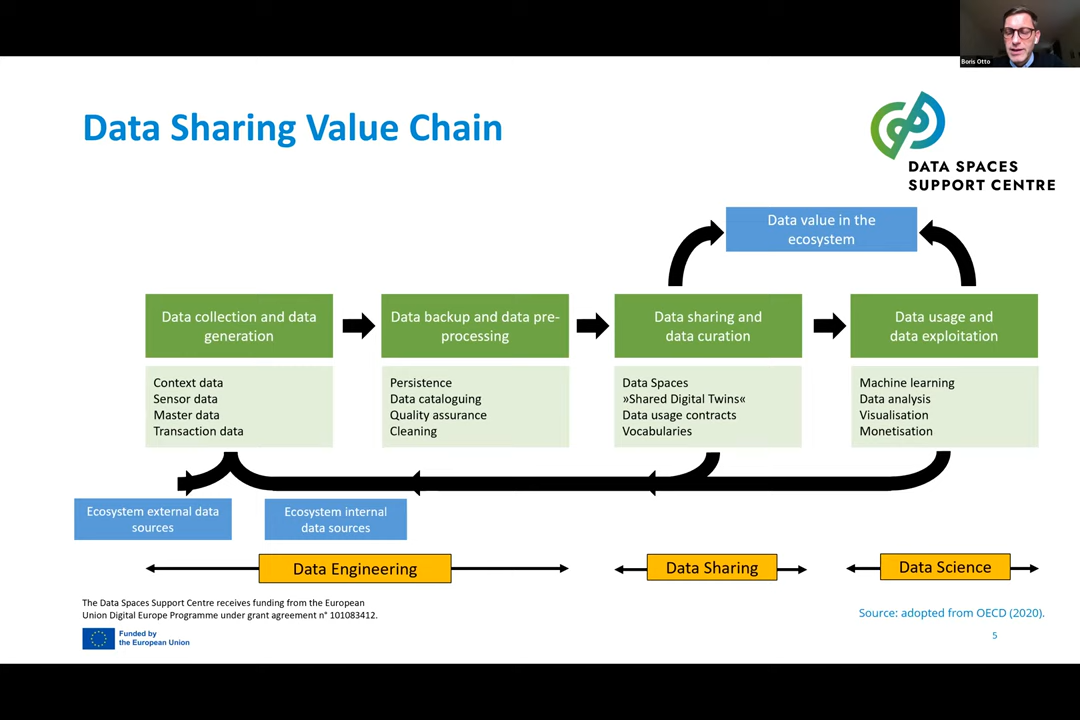 Boris Otto
Data Sharing Value Chain
DATA SPACES
SUPPORT CENTRE
Data value in the
ecosystem
Data collection and data
generation
Data backup and data pre-
processing
Data sharing and
data curation
Data usage and
data exploitation
Context data
Sensor data
Master data
Transaction data
Persistence
Data cataloguing
Quality assurance
Cleaning
Data Spaces
»Shared Digital Twins«
Data usage contracts
Vocabularies
Machine learning
Data analysis
Visualisation
Monetisation
Ecosystem external data
sources
Ecosystem internal
data sources
Data Engineering
Data Sharing
Data Science
The Data Spaces Support Centre receives funding from the European
Union Digital Europe Programme under grant agreement n° 101083412.
Funded by
the European Union
Source: adopted from OECD (2020).
5